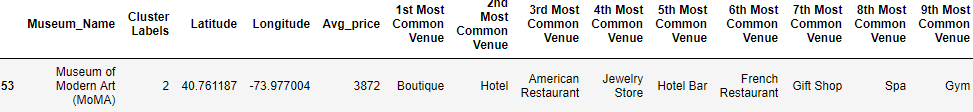 Museum_Name Cluster Labels Latitude Longitude Avg_price 1st Most Common Venue 2nd Most Common Venue 3rd Most Common Venue 4th Most Common Venue 5th Most Common Venue 6th Most Common Venue 7th Most Common Venue 8th Most Common Venue 9th Most Common Venue
53 Museum of Modern Art (MoMA) 2 40.761187 -73.977004 3872 Boutique Hotel American Restaurant Jewelry Store Hotel Bar French Restaurant Gift Shop Spa Gym